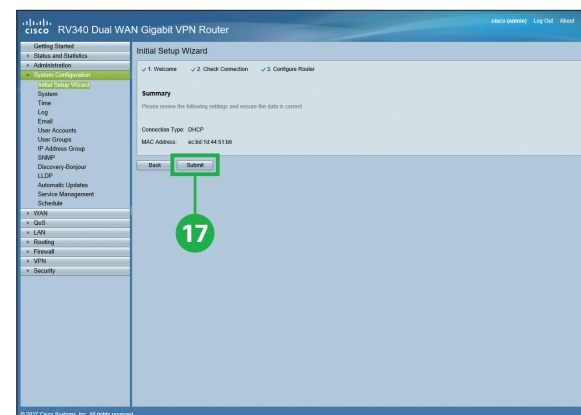 cisco RV340 Dual WAN Gigabit VPN Router
cisco (admin) Log Out About
Getting Started
Status and Statistics
Administration
System Configuration
Initial Setup Wizard
System
Time
Log
Email
User Accounts
User Groups
IP Address Group
SNMP
Discovery-Bonjour
LLDP
Automatic Updates
Service Management
Schedule
WAN
QoS
LAN
Routing
Firewall
VPN
Security
Initial Setup Wizard
1. Welcome 2. Check Connection 3. Configure Router
Summary
Please review the following settings and ensure the data is correct
Connection Type: DHCP
MAC Address: ec:bd:1d:44:51:b6
Back Submit
17
© 2017 Cisco Systems, Inc. All rights reserved.